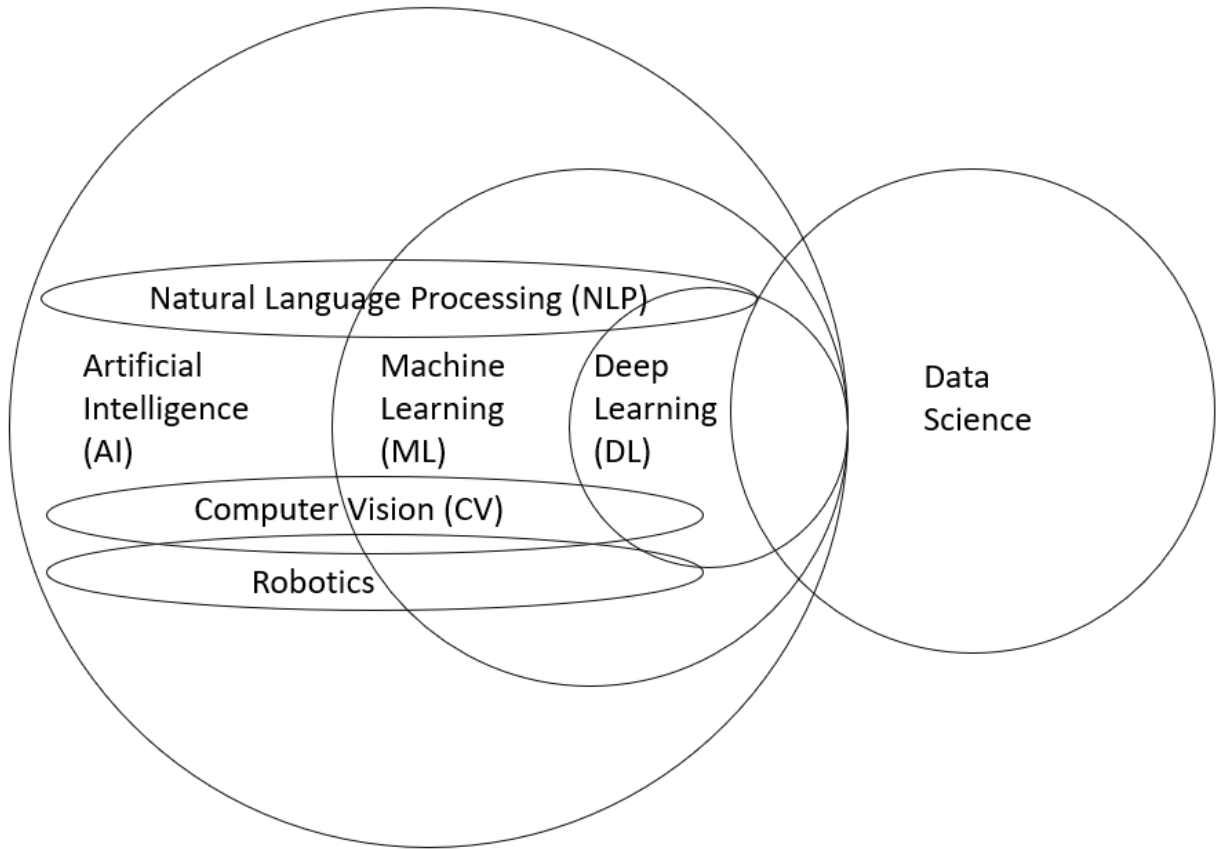 Natural Language Processing (NLP)
Artificial
Intelligence
(AI)
Machine
Learning
(ML)
Deep
Learning
(DL)
Data
Science
Computer Vision (CV)
Robotics